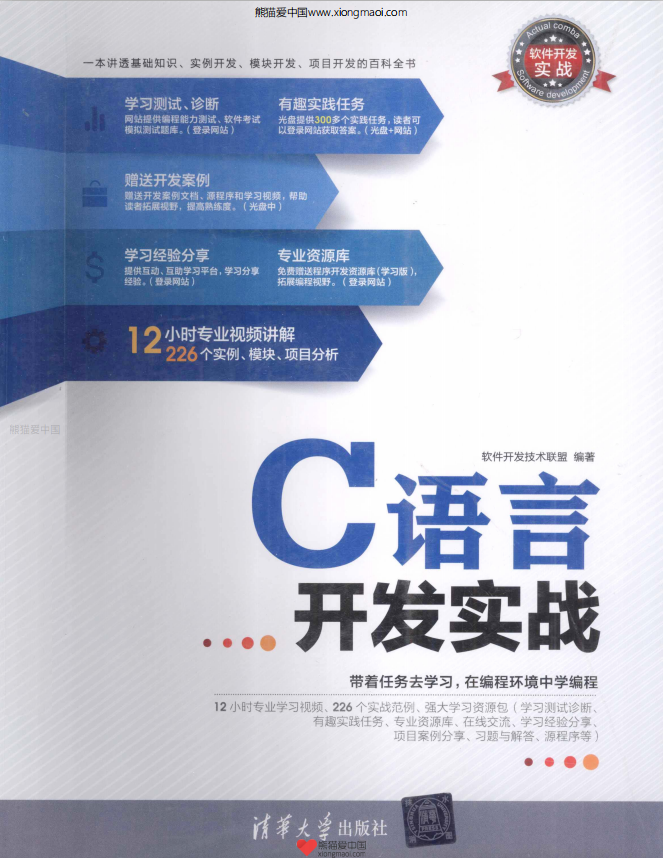 熊猫爱中国www.xiongmaoi.com
Actual comba
软件开发
实战
Software development
一本讲透基础知识、实例开发、模块开发、项目开发的百科全书
学习测试、诊断
网站提供编程能力测试、软件考试
模拟测试题库。(登录网站)
有趣实践任务
光盘提供300多个实践任务,读者可
以登录网站获取答案。(光盘+网站)
赠送开发案例
赠送开发案例文档、源程序和学习视频,帮助
读者拓展视野,提高熟练度。(光盘中)
学习经验分享
提供互动、互助学习平台,学习分享
经验。(登录网站)
专业资源库
免费赠送程序开发资源库(学习版),
拓展编程视野。(登录网站)
12小时专业视频讲解
226个实例、模块、项目分析
熊猫爱中国
软件开发技术联盟 编著
C语言
开发实战
带着任务去学习,在编程环境中学编程
12小时专业学习视频、226个实战范例、强大学习资源包(学习测试诊断、
有趣实践任务、专业资源库、在线交流、学习经验分享、
项目案例分享、习题与解答、源程序等)
清华大学出版社
熊猫爱中国
xiongmaoi.com